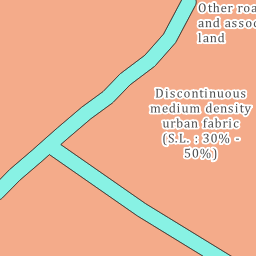 Other roa
and assoc
land
Discontinuous
medium density
urban fabric
(S.L. : 30% -
50%)